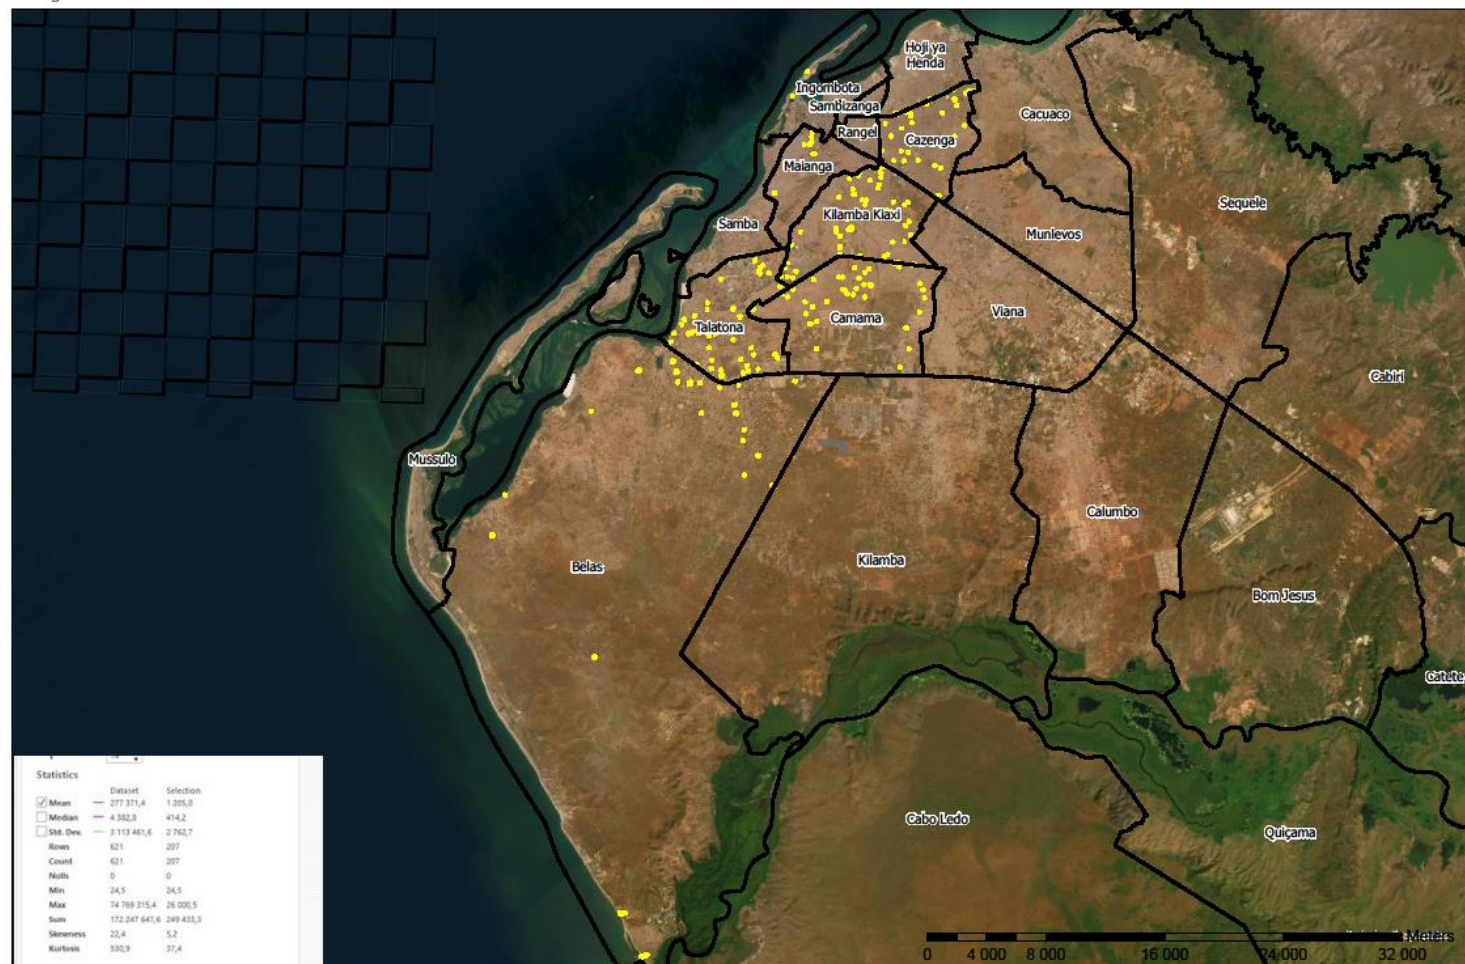 Hoji ya
Henda
Ingombota
Sambizanga
Cacuaco
Rangel
Cazenga
Maianga
Sequele
Kilamba Kiaxi
Samba
Munlevos
Viana
Talatona
Camama
Cabiri
Mussulo
Calumbo
Belas
Kilamba
Bom Jesus
Catete
Cabo Ledo
Quiçama
Statistics
Dataset Selection
Mean 277 371,4 1 205,0
Median 4 382,8 414,2
Std. Dev. 3 113 461,6 2 762,7
Rows 621 207
Count 621 207
Nulls 0 0
Min 24,5 24,5
Max 74 769 315,4 26 000,5
Sum 172 247 647,6 249 433,3
Skewness 22,4 5,2
Kurtosis 530,9 37,4
Meters
0 4 000 8 000 16 000 24 000 32 000